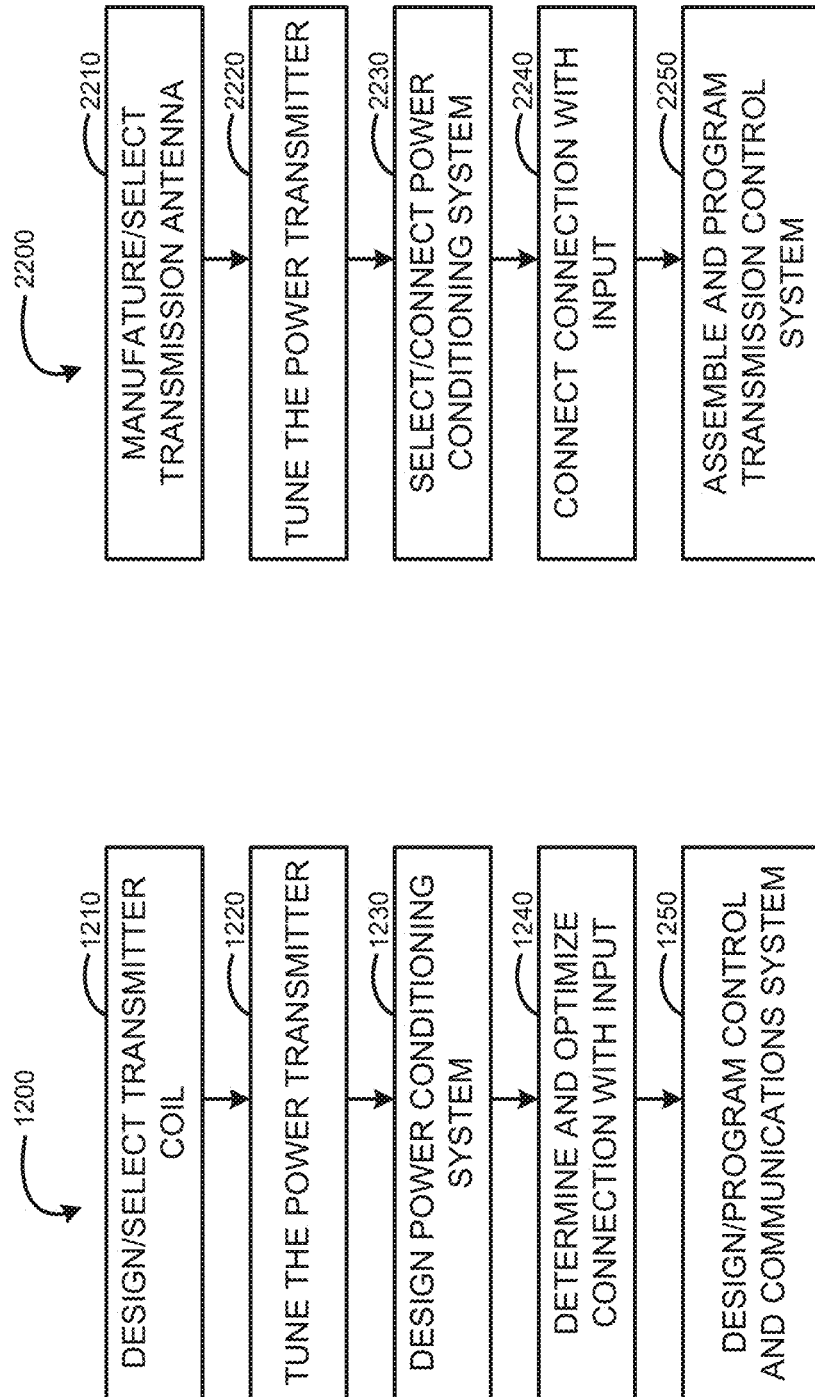 1200
1210
DESIGN/SELECT TRANSMITTER
COIL
1220
TUNE THE POWER TRANSMITTER
1230
DESIGN POWER CONDITIONING
SYSTEM
1240
DETERMINE AND OPTIMIZE
CONNECTION WITH INPUT
1250
DESIGN/PROGRAM CONTROL
AND COMMUNICATIONS SYSTEM
2200
2210
MANUFATURE/SELECT
TRANSMISSION ANTENNA
2220
TUNE THE POWER TRANSMITTER
2230
SELECT/CONNECT POWER
CONDITIONING SYSTEM
2240
CONNECT CONNECTION WITH
INPUT
2250
ASSEMBLE AND PROGRAM
TRANSMISSION CONTROL
SYSTEM